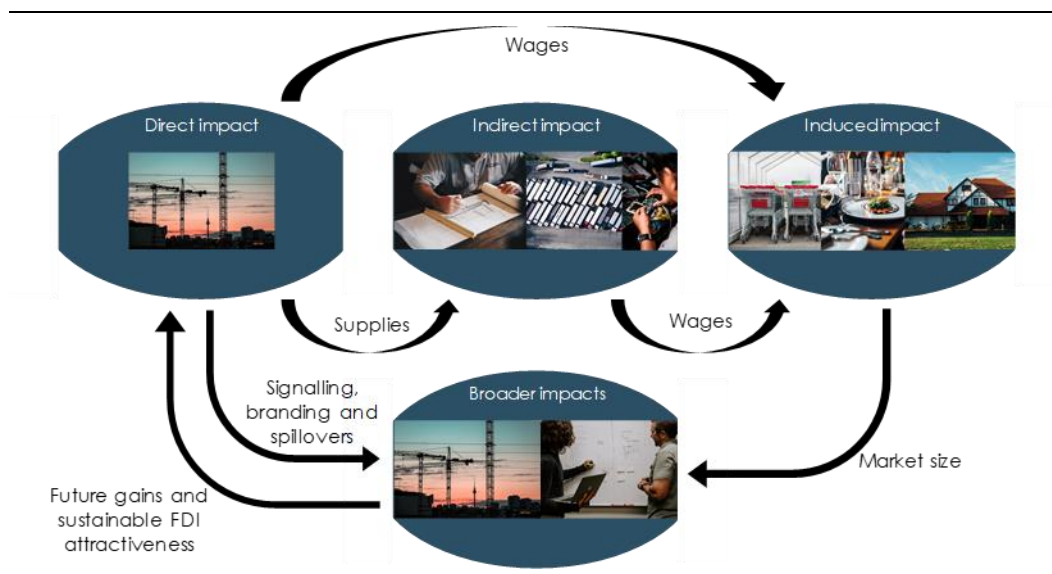 Wages
Direct impact
Indirect impact
Induced impact
Supplies
Wages
Signalling,
branding and
spillovers
Broader impacts
Market size
Future gains and
sustainable FDI
attractiveness